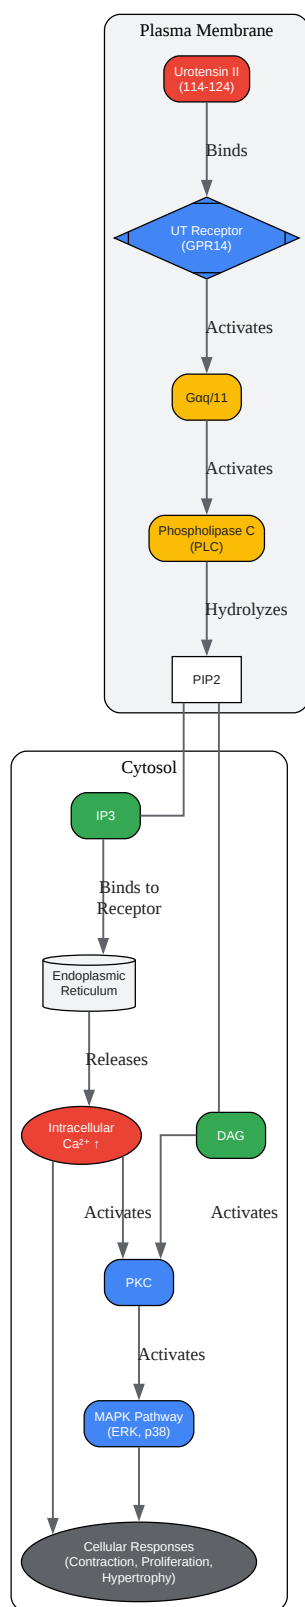 Plasma Membrane
Urotensin II
(114-124)
Binds
UT Receptor
(GPR14)
Activates
Gαq/11
Activates
Phospholipase C
(PLC)
Hydrolyzes
PIP2
Cytosol
IP3
Binds to
Receptor
Endoplasmic
Reticulum
Releases
Intracellular
Ca²⁺ ↑
DAG
Activates
Activates
PKC
Activates
MAPK Pathway
(ERK, p38)
Cellular Responses
(Contraction, Proliferation,
Hypertrophy)